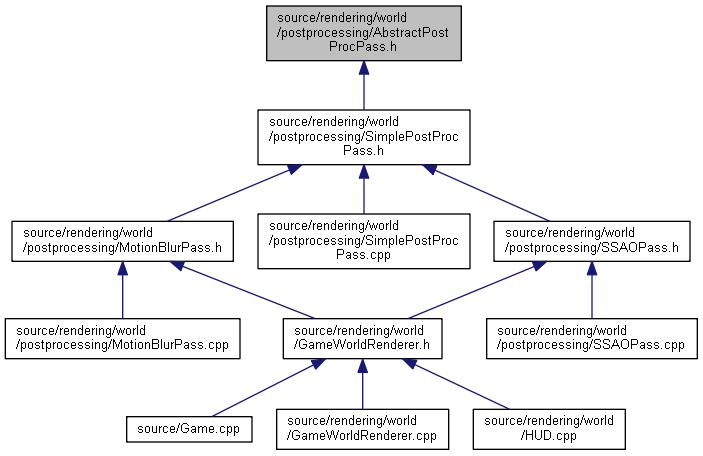 source/rendering/world
/postprocessing/AbstractPost
ProcPass.h
source/rendering/world
/postprocessing/SimplePostProc
Pass.h
source/rendering/world
/postprocessing/MotionBlurPass.h
source/rendering/world
/postprocessing/SimplePostProc
Pass.cpp
source/rendering/world
/postprocessing/SSAOPass.h
source/rendering/world
/postprocessing/MotionBlurPass.cpp
source/rendering/world
/GameWorldRenderer.h
source/rendering/world
/postprocessing/SSAOPass.cpp
source/Game.cpp
source/rendering/world
/GameWorldRenderer.cpp
source/rendering/world
/HUD.cpp